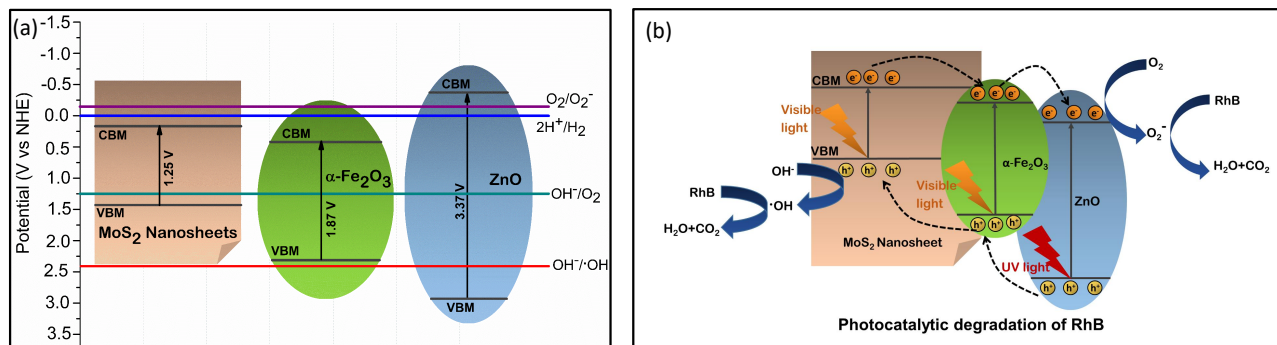 (a)
Potential (V vs NHE)
-1.5
-1.0
-0.5
0.0
0.5
1.0
1.5
2.0
2.5
3.0
3.5
CBM
1.25 V
VBM
MoS₂ Nanosheets
CBM
α-Fe₂O₃
1.87 V
VBM
CBM
ZnO
3.37 V
VBM
O₂/O₂⁻
2H⁺/H₂
OH⁻/O₂
OH⁻/·OH
(b)
CBM
e⁻ e⁻ e⁻
e⁻ e⁻ e⁻
e⁻ e⁻ e⁻
O₂
RhB
O₂⁻
H₂O+CO₂
Visible
light
VBM
h⁺ h⁺ h⁺
OH⁻
RhB
·OH
H₂O+CO₂
α-Fe₂O₃
Visible
light
ZnO
h⁺ h⁺ h⁺
MoS₂ Nanosheet
UV light
h⁺ h⁺ h⁺
Photocatalytic degradation of RhB